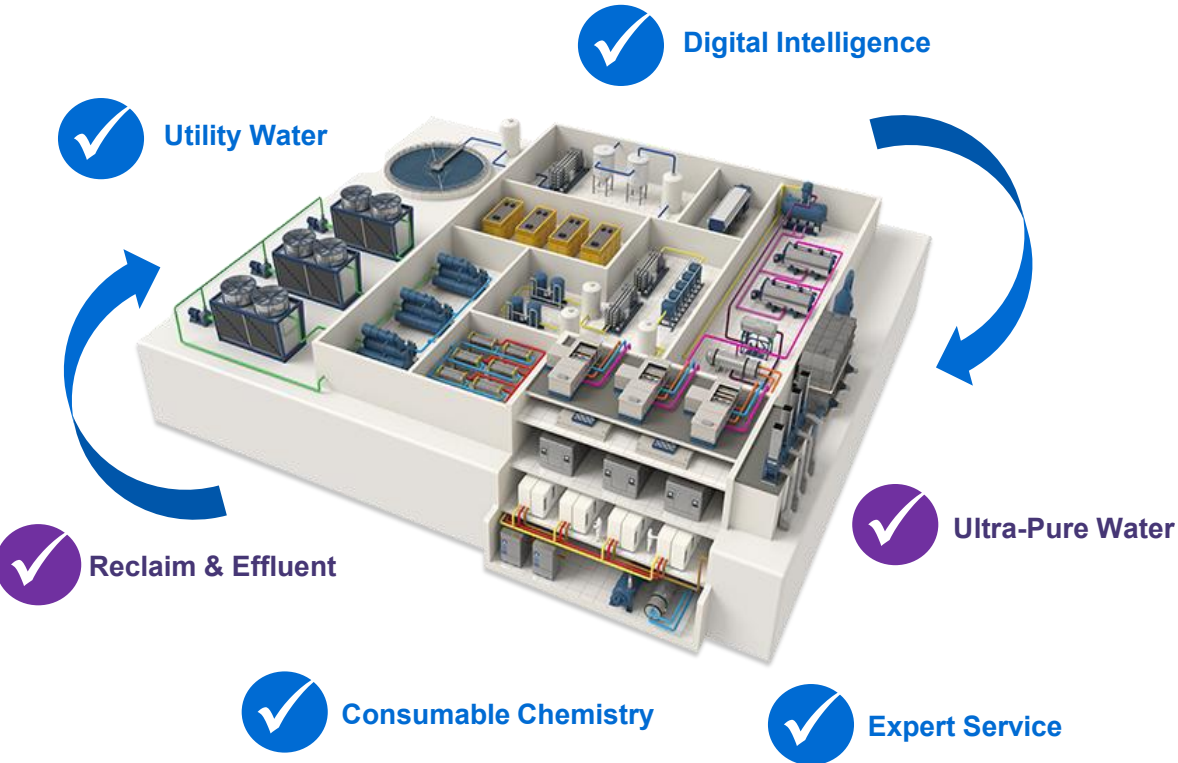 Digital Intelligence
Utility Water
Ultra-Pure Water
Reclaim & Effluent
Consumable Chemistry
Expert Service